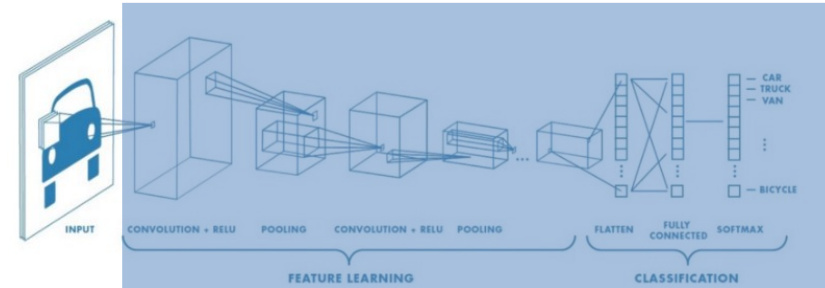 CAR
TRUCK
VAN
BICYCLE
INPUT
CONVOLUTION + RELU
POOLING
CONVOLUTION + RELU
POOLING
FLATTEN
FULLY
CONNECTED
SOFTMAX
FEATURE LEARNING
CLASSIFICATION